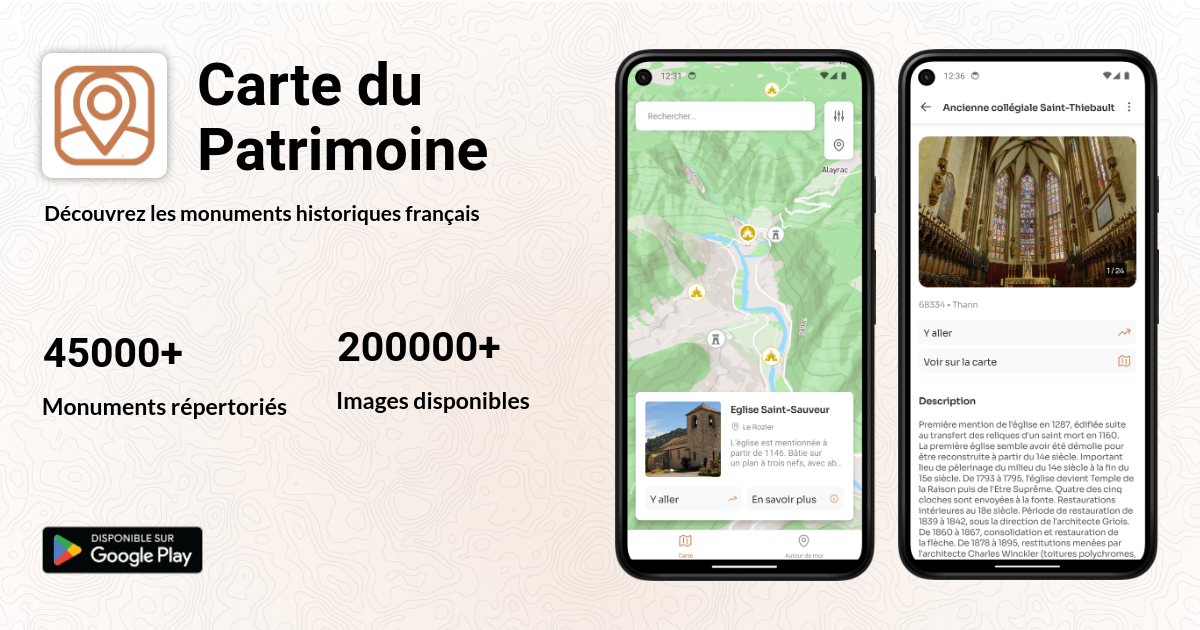 Carte du
Patrimoine
Découvrez les monuments historiques français
45000+
Monuments répertoriés
200000+
Images disponibles
DISPONIBLE SUR
Google Play
12:31
Rechercher...
Alayrac
Eglise Saint-Sauveur
Le Rozier
L'église est mentionnée à
partir de 1146. Bâtie sur
un plan à trois nefs, avec ab...
Y aller
En savoir plus
Carte
Autour de moi
12:36
Ancienne collégiale Saint-Thiebault
1/24
68334 • Thann
Y aller
Voir sur la carte
Description
Première mention de l'église en 1287, édifiée suite
au transfert des reliques d'un saint mort en 1160.
La première église semble avoir été démolie pour
être reconstruite à partir du 14e siècle. Important
lieu de pèlerinage du milieu du 14e siècle à la fin du
15e siècle. De 1793 à 1795, l'église devient Temple de
la Raison puis de l'Etre Suprême. Quatre des cinq
cloches sont envoyées à la fonte. Restaurations
intérieures au 18e siècle. Période de restauration de
1839 à 1842, sous la direction de l'architecte Griois.
De 1860 à 1867, consolidation et restauration de
la flèche. De 1878 à 1895, restitutions menées par
l'architecte Charles Winckler (toitures polychromes,